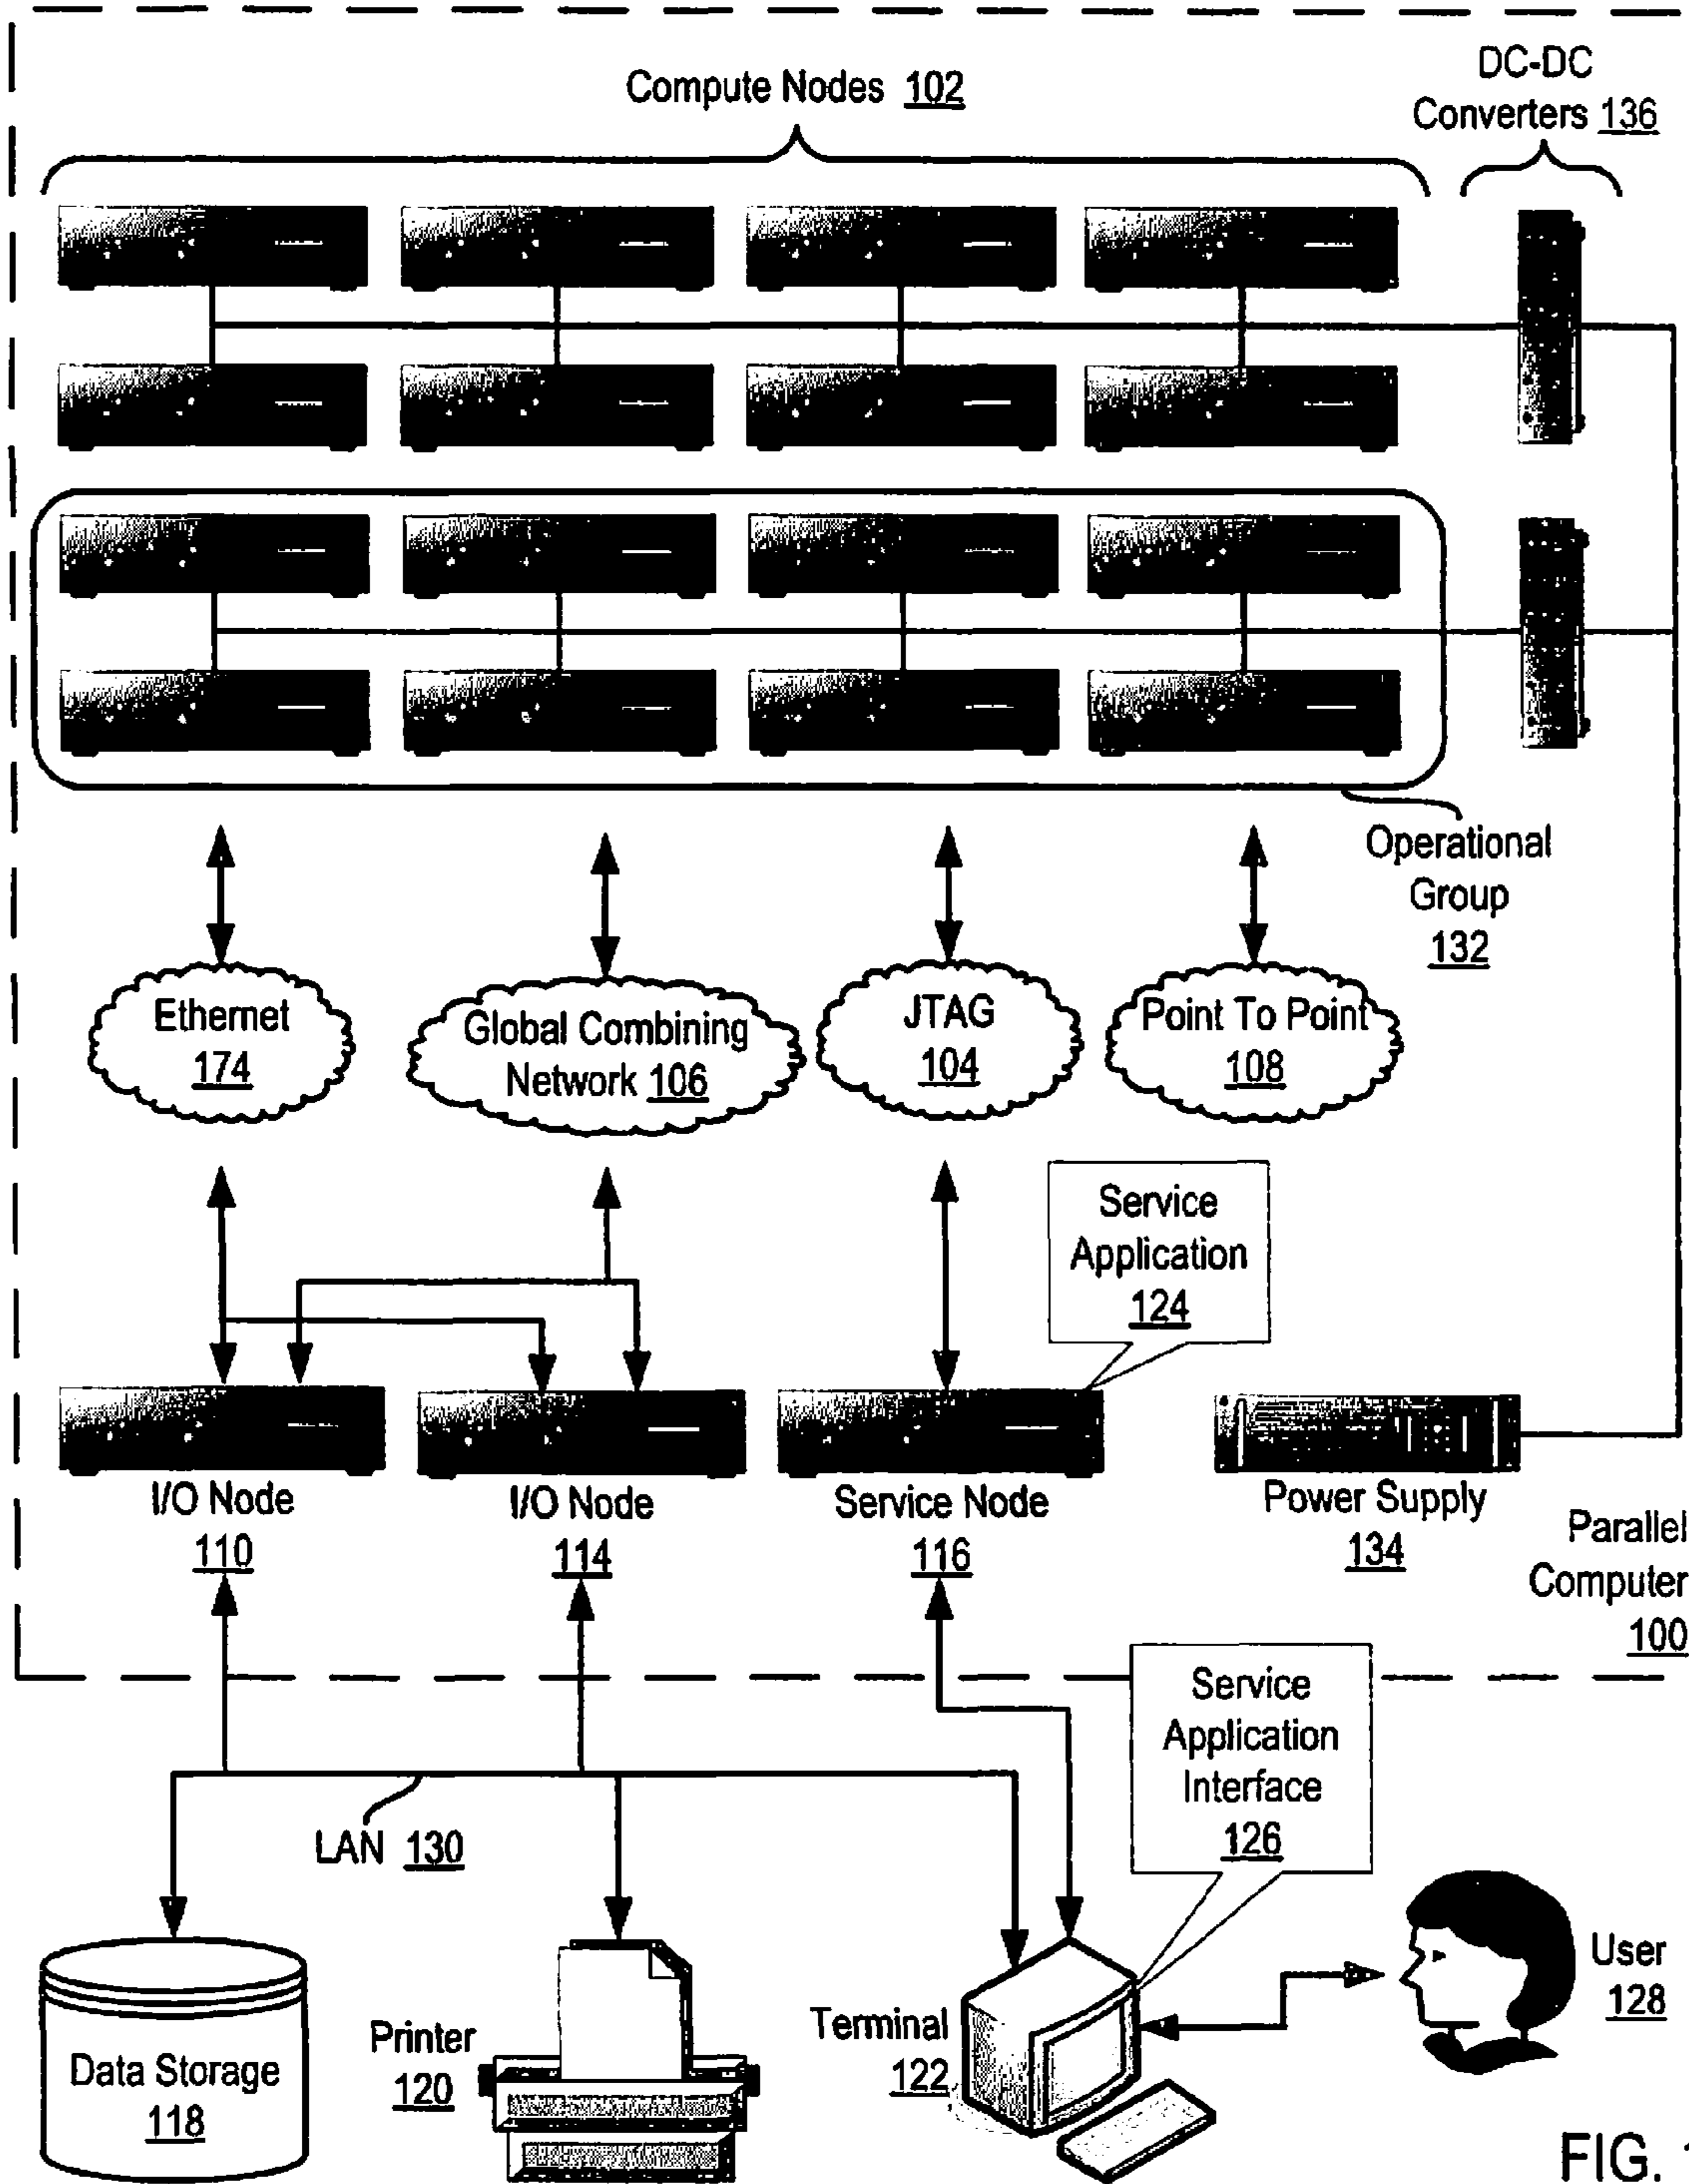 Compute Nodes 102
DC-DC
Converters 136
Operational
Group
132
Ethernet
174
Global Combining
Network 106
JTAG
104
Point To Point
108
Service
Application
124
I/O Node
110
I/O Node
114
Service Node
116
Power Supply
134
Parallel
Computer
100
Service
Application
Interface
126
LAN 130
Data Storage
118
Printer
120
Terminal
122
User
128
FIG.